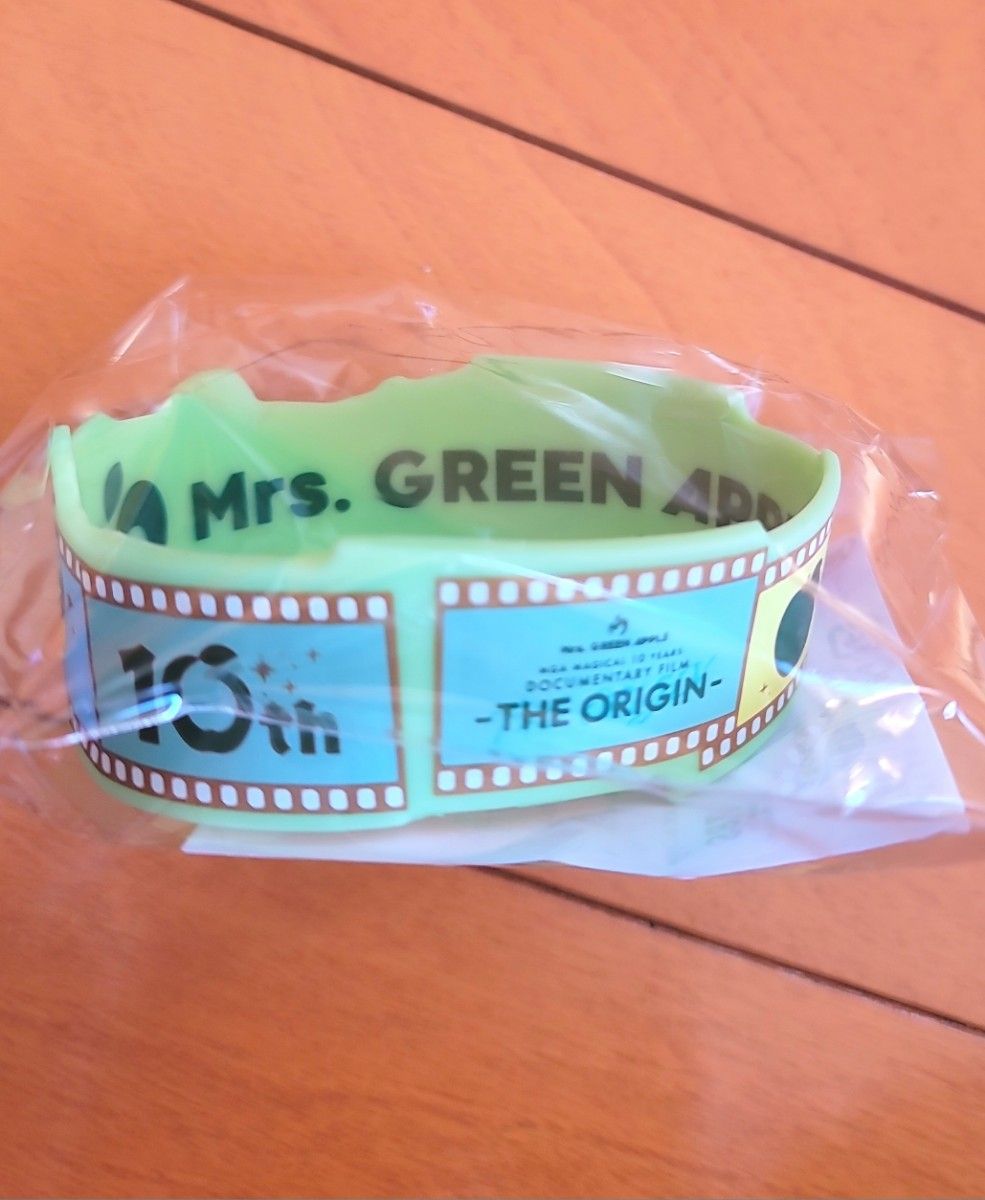 Mrs. GREEN APP
10th
Mrs. GREEN APPLE
MGA MAGICAL 10 YEARS
DOCUMENTARY FILM
-THE ORIGIN-